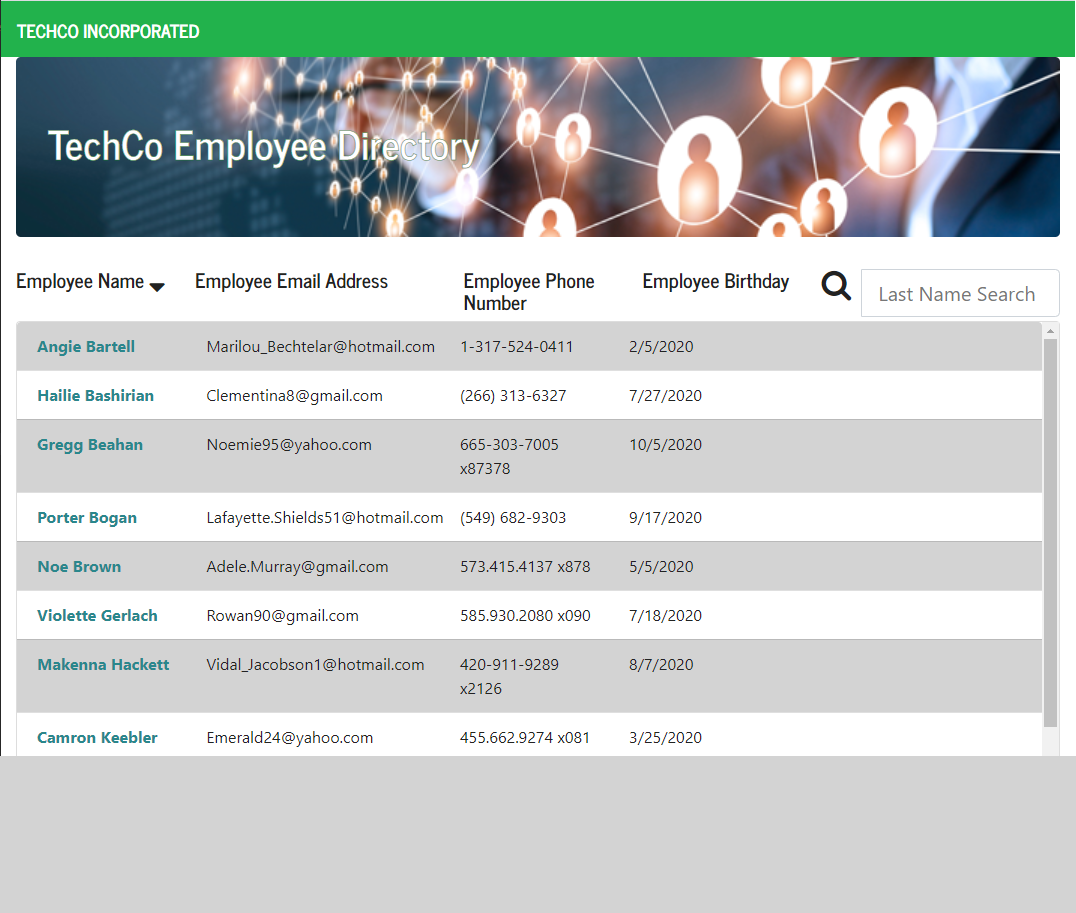 TECHCO INCORPORATED
TechCo Employee Directory
Employee Name Employee Email Address Employee Phone Number Employee Birthday Last Name Search
Angie Bartell Marilou_Bechtelar@hotmail.com 1-317-524-0411 2/5/2020
Hailie Bashirian Clementina8@gmail.com (266) 313-6327 7/27/2020
Gregg Beahan Noemie95@yahoo.com 665-303-7005 x87378 10/5/2020
Porter Bogan Lafayette.Shields51@hotmail.com (549) 682-9303 9/17/2020
Noe Brown Adele.Murray@gmail.com 573.415.4137 x878 5/5/2020
Violette Gerlach Rowan90@gmail.com 585.930.2080 x090 7/18/2020
Makenna Hackett Vidal_Jacobson1@hotmail.com 420-911-9289 x2126 8/7/2020
Camron Keebler Emerald24@yahoo.com 455.662.9274 x081 3/25/2020